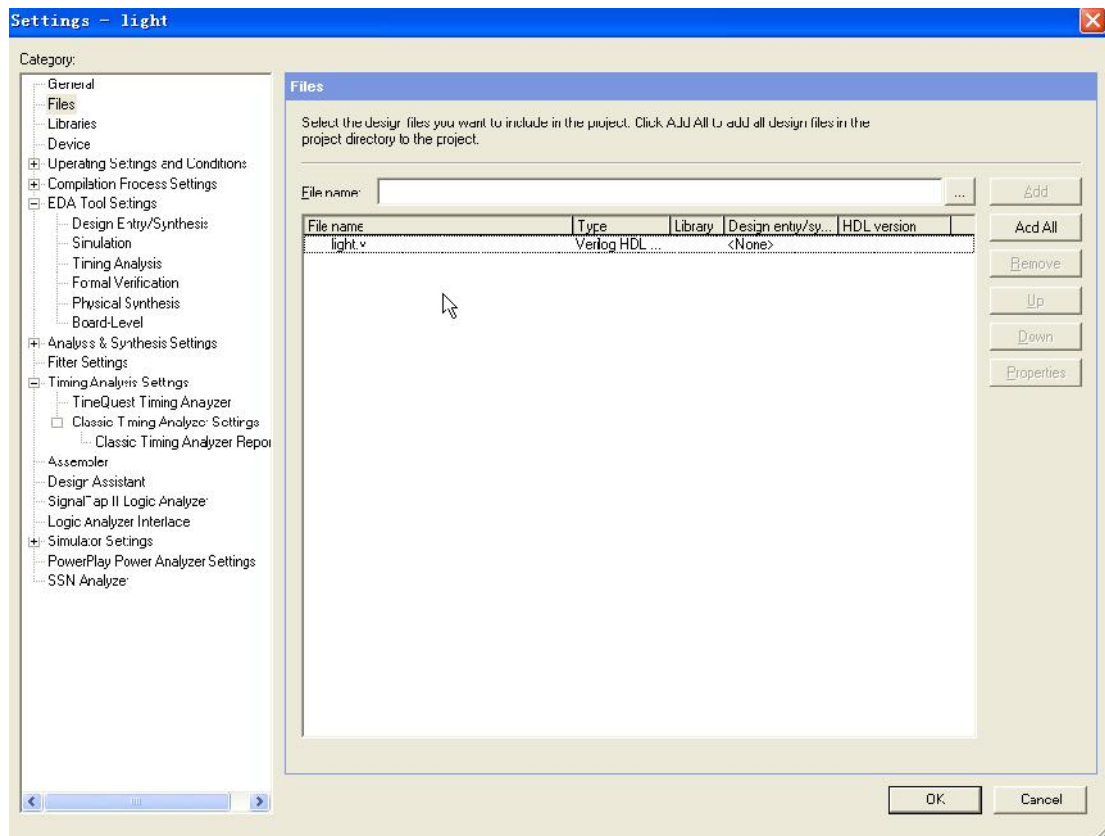 Settings - light
Category:
General
Files
Libraries
Device
Operating Settings and Conditions
Compilation Process Settings
EDA Tool Settings
Design Entry/Synthesis
Simulation
Timing Analysis
Formal Verification
Physical Synthesis
Board-Level
Analysis & Synthesis Settings
Fitter Settings
Timing Analysis Settings
TimeQuest Timing Analyzer
Classic Timing Analyzer Settings
Classic Timing Analyzer Repor
Assembler
Design Assistant
SignalTap II Logic Analyzer
Logic Analyzer Interface
Simulator Settings
PowerPlay Power Analyzer Settings
SSN Analyzer
Files
Select the design files you want to include in the project. Click Add All to add all design files in the
project directory to the project.
File name: ... Add
File name Type Library Design entry/sy... HDL version Add All
light.v Verilog HDL ... <None>
Remove
Up
Down
Properties
OK Cancel